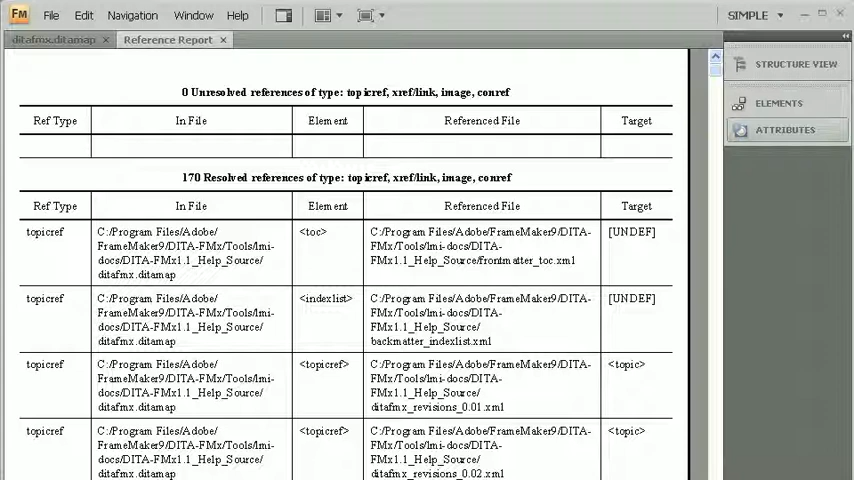 Fm File Edit Navigation Window Help SIMPLE
ditafmx.ditamap × Reference Report ×
STRUCTURE VIEW
ELEMENTS
ATTRIBUTES
0 Unresolved references of type: topicref, xref/link, image, conref
Ref Type In File Element Referenced File Target
170 Resolved references of type: topicref, xref/link, image, conref
Ref Type In File Element Referenced File Target
topicref C:/Program Files/Adobe/ <toc> C:/Program Files/Adobe/FrameMaker9/DITA- [UNDEF]
FrameMaker9/DITA-FMx/Tools/lmi- FMx/Tools/lmi-docs/DITA-
docs/DITA-FMx1.1_Help_Source/ FMx1.1_Help_Source/frontmatter_toc.xml
ditafmx.ditamap
topicref C:/Program Files/Adobe/ <indexlist> C:/Program Files/Adobe/FrameMaker9/DITA- [UNDEF]
FrameMaker9/DITA-FMx/Tools/lmi- FMx/Tools/lmi-docs/DITA-
docs/DITA-FMx1.1_Help_Source/ FMx1.1_Help_Source/
ditafmx.ditamap backmatter_indexlist.xml
topicref C:/Program Files/Adobe/ <topicref> C:/Program Files/Adobe/FrameMaker9/DITA- <topic>
FrameMaker9/DITA-FMx/Tools/lmi- FMx/Tools/lmi-docs/DITA-
docs/DITA-FMx1.1_Help_Source/ FMx1.1_Help_Source/
ditafmx.ditamap ditafmx_revisions_0.01.xml
topicref C:/Program Files/Adobe/ <topicref> C:/Program Files/Adobe/FrameMaker9/DITA- <topic>
FrameMaker9/DITA-FMx/Tools/lmi- FMx/Tools/lmi-docs/DITA-
docs/DITA-FMx1.1_Help_Source/ FMx1.1_Help_Source/
ditafmx.ditamap ditafmx_revisions_0.02.xml